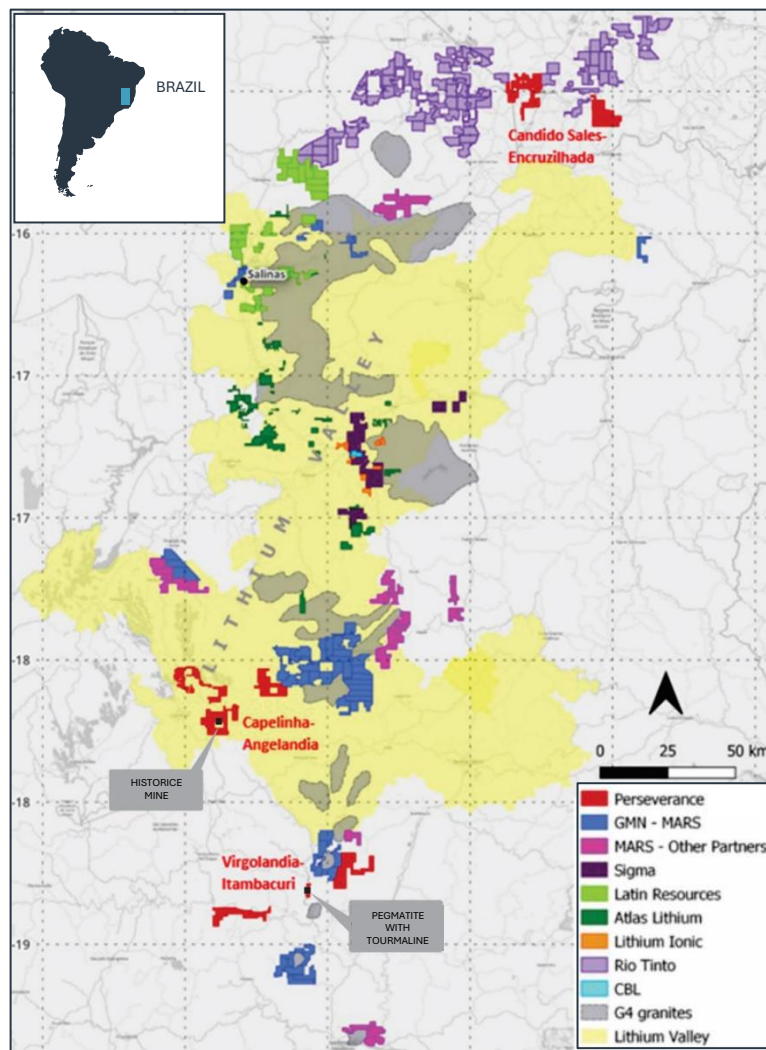 BRAZIL
Candido Sales-
Encruzilhada
-16
Salinas
-17
LITHIUM VALLEY
-17
-18
Capelinha-
Angelandia
HISTORICE
MINE
0 25 50 km
-18
Virgolandia-
Itambacuri
PEGMATITE
WITH
TOURMALINE
-19
Perseverance
GMN - MARS
MARS - Other Partners
Sigma
Latin Resources
Atlas Lithium
Lithium Ionic
Rio Tinto
CBL
G4 granites
Lithium Valley